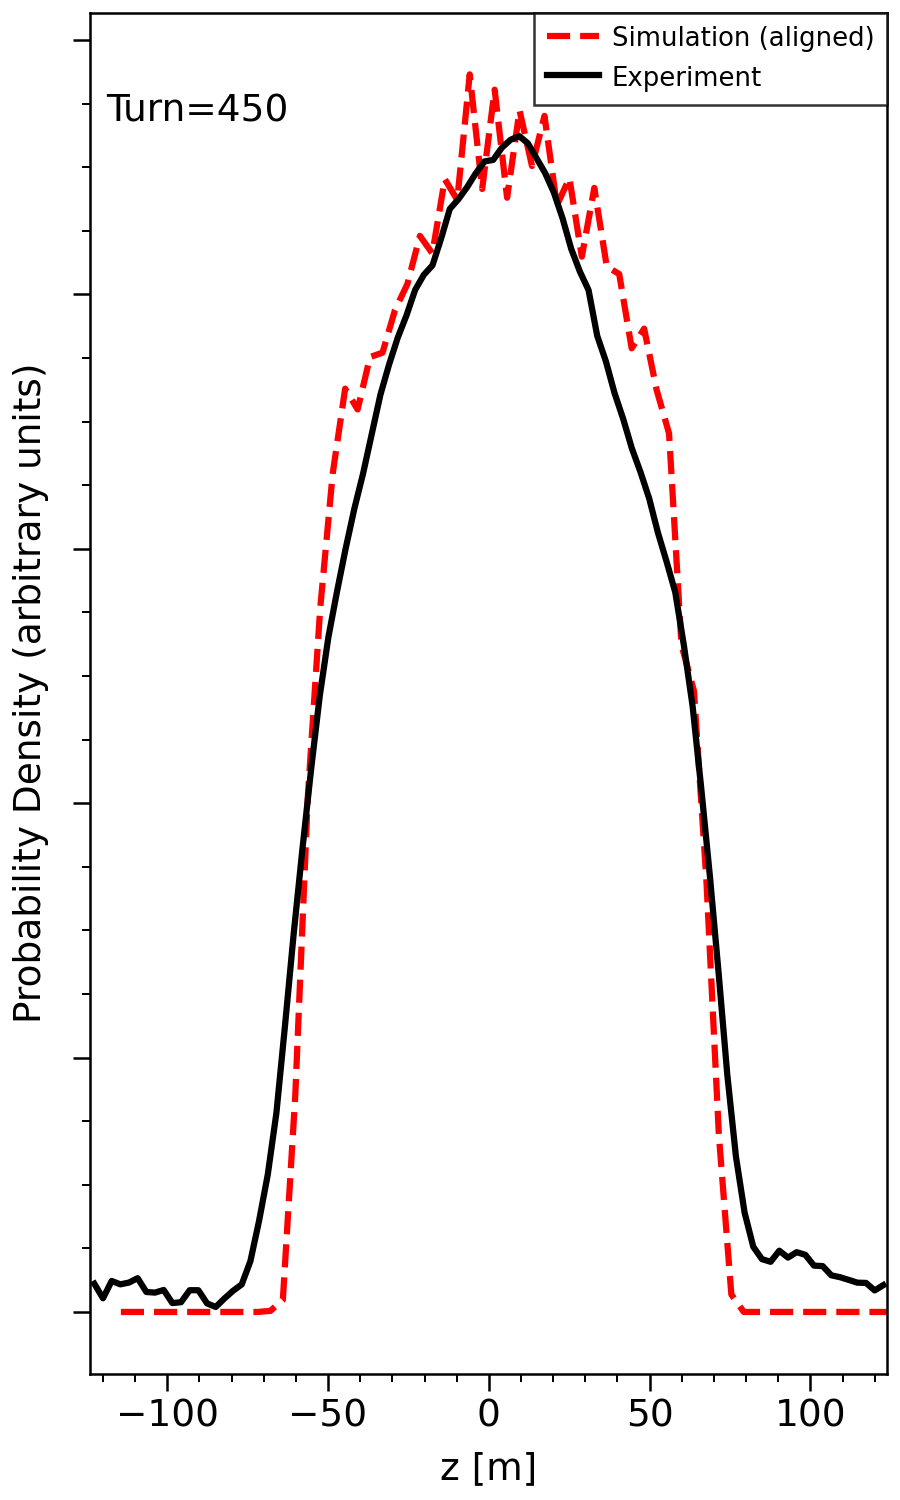 Simulation (aligned)
Experiment
Turn=450
Probability Density (arbitrary units)
−100 −50 0 50 100
z [m]